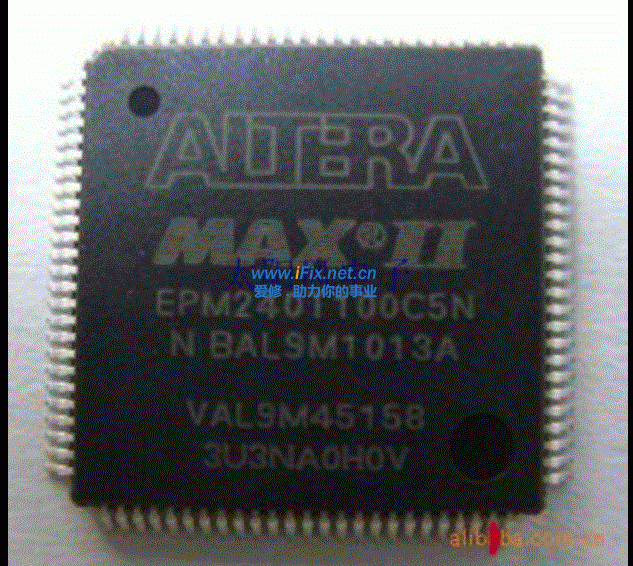 ALTERA
MAX® II
www.iFix.net.cn
爱修 助力你的事业
EPM240T100C5N
N BAL9M1013A
VAL9M45158
3U3NA0H0V